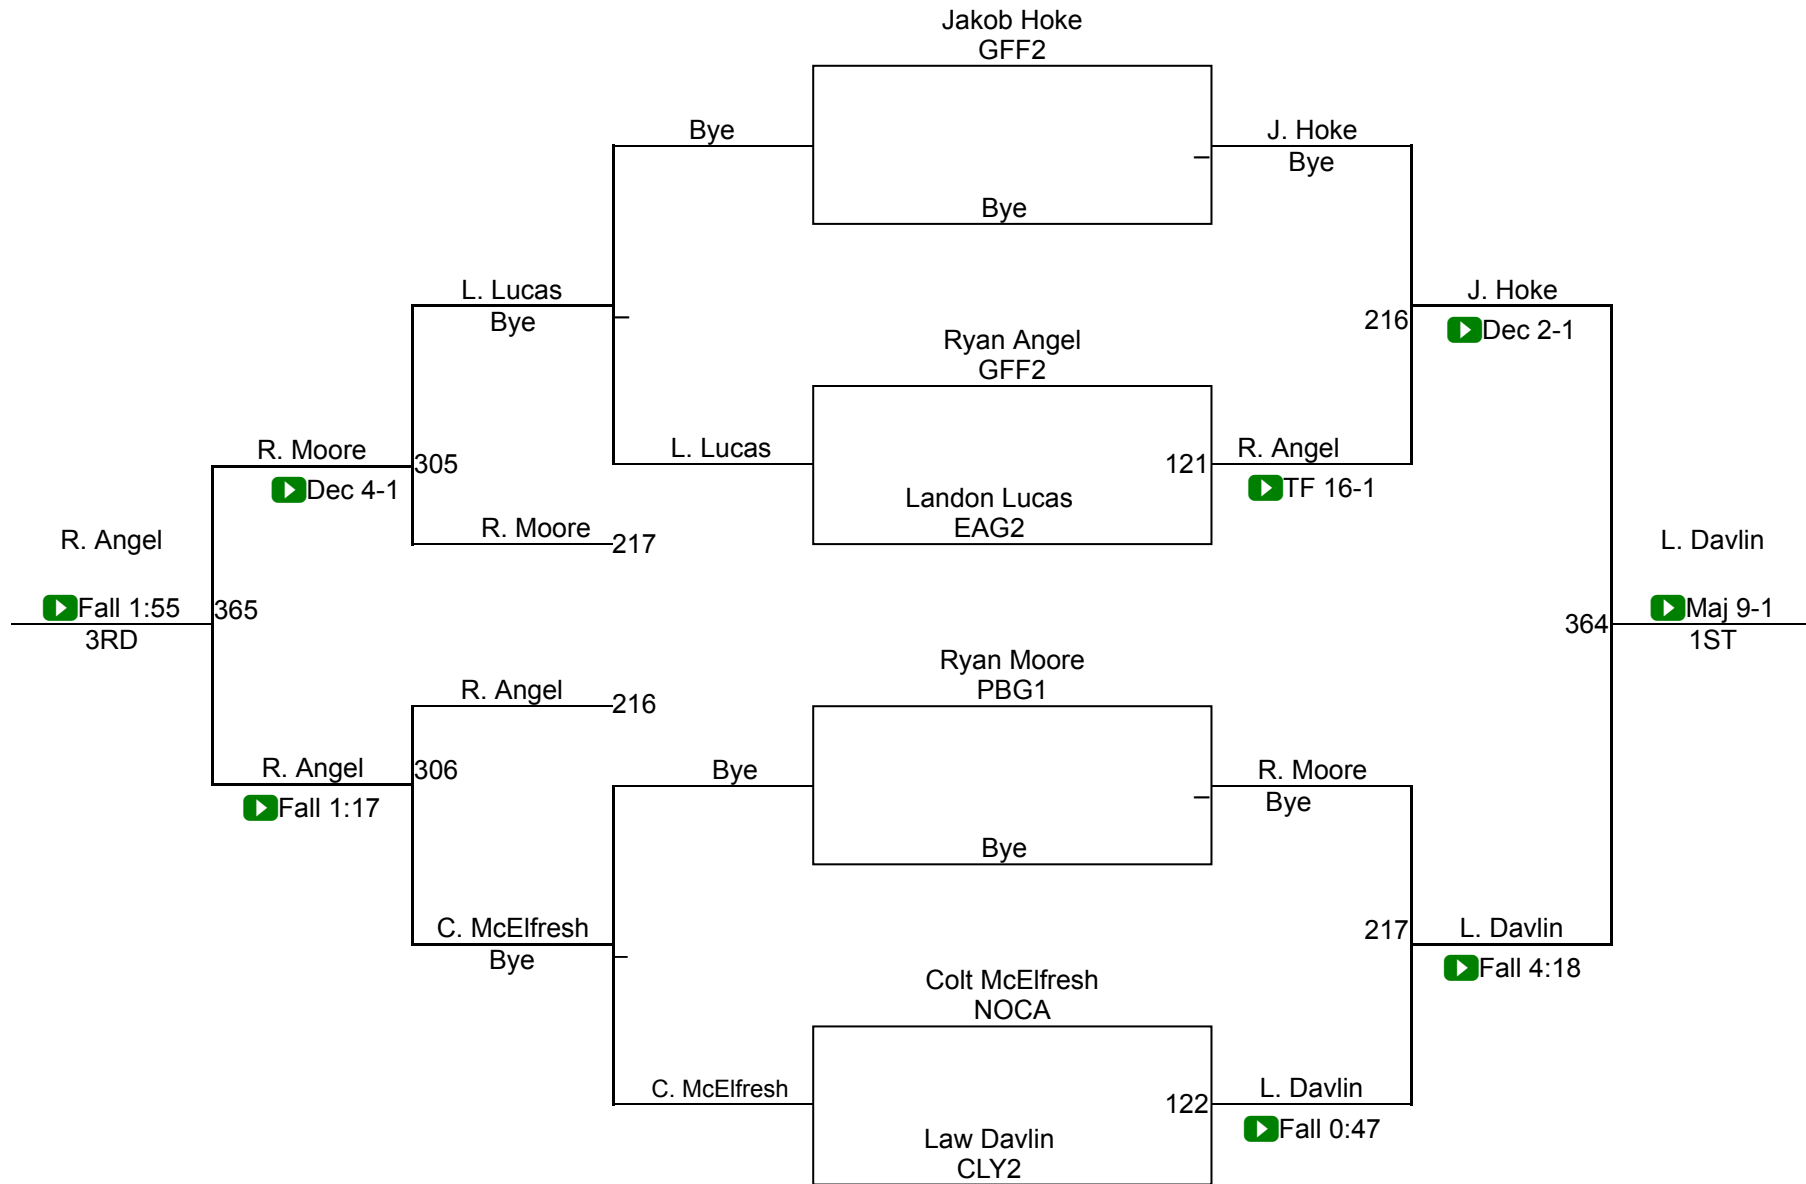 Jakob Hoke
GFF2
Bye
J. Hoke
Bye
Bye
L. Lucas
Bye
J. Hoke
216
Dec 2-1
Ryan Angel
GFF2
R. Moore
305
Dec 4-1
L. Lucas
121
R. Angel
TF 16-1
Landon Lucas
EAG2
R. Moore
217
R. Angel
Fall 1:55
365
3RD
L. Davlin
364
Maj 9-1
1ST
Ryan Moore
PBG1
R. Angel
216
R. Angel
306
Fall 1:17
Bye
R. Moore
Bye
Bye
C. McElfresh
Bye
217
L. Davlin
Fall 4:18
Colt McElfresh
NOCA
C. McElfresh
122
L. Davlin
Fall 0:47
Law Davlin
CLY2